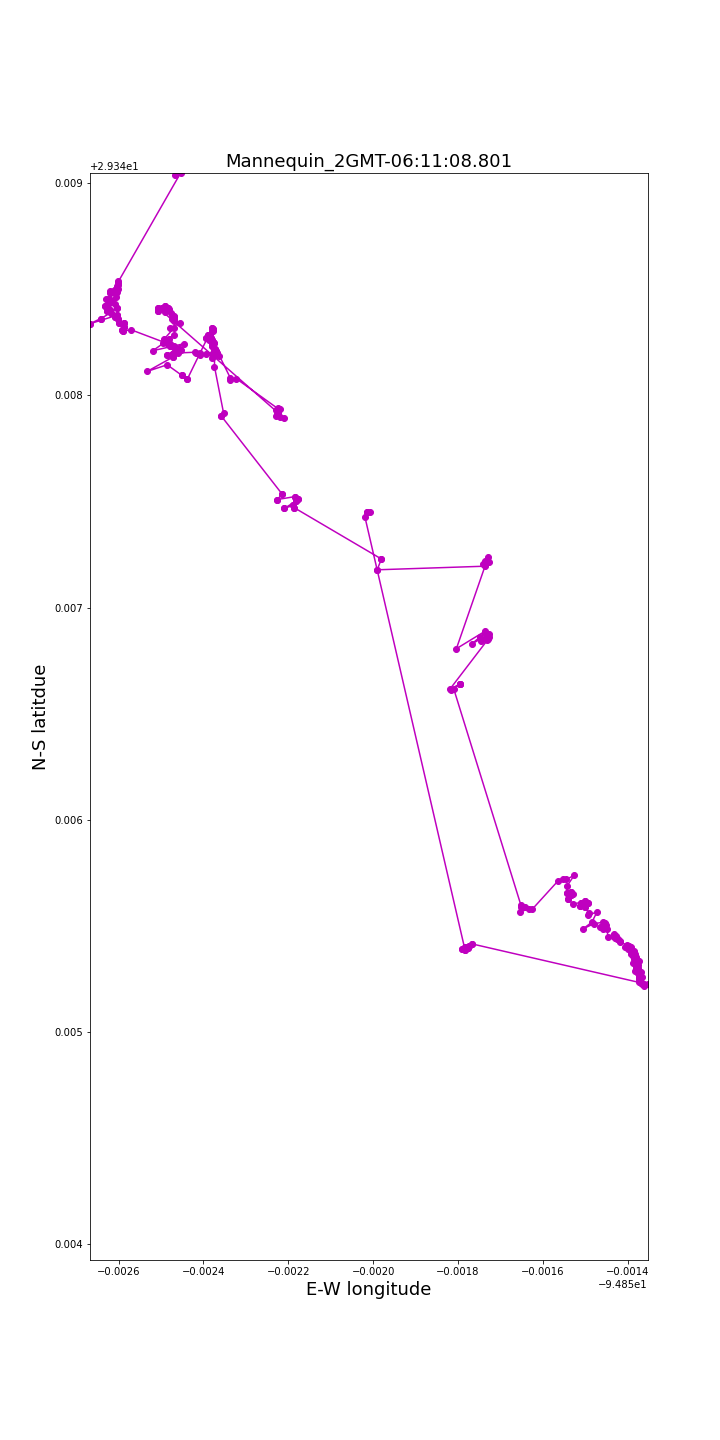 Mannequin_2GMT-06:11:08.801
+2.934e1
0.009
0.008
0.007
0.006
0.005
0.004
N-S latitdue
−0.0026 −0.0024 −0.0022 −0.0020 −0.0018 −0.0016 −0.0014
−9.485e1
E-W longitude